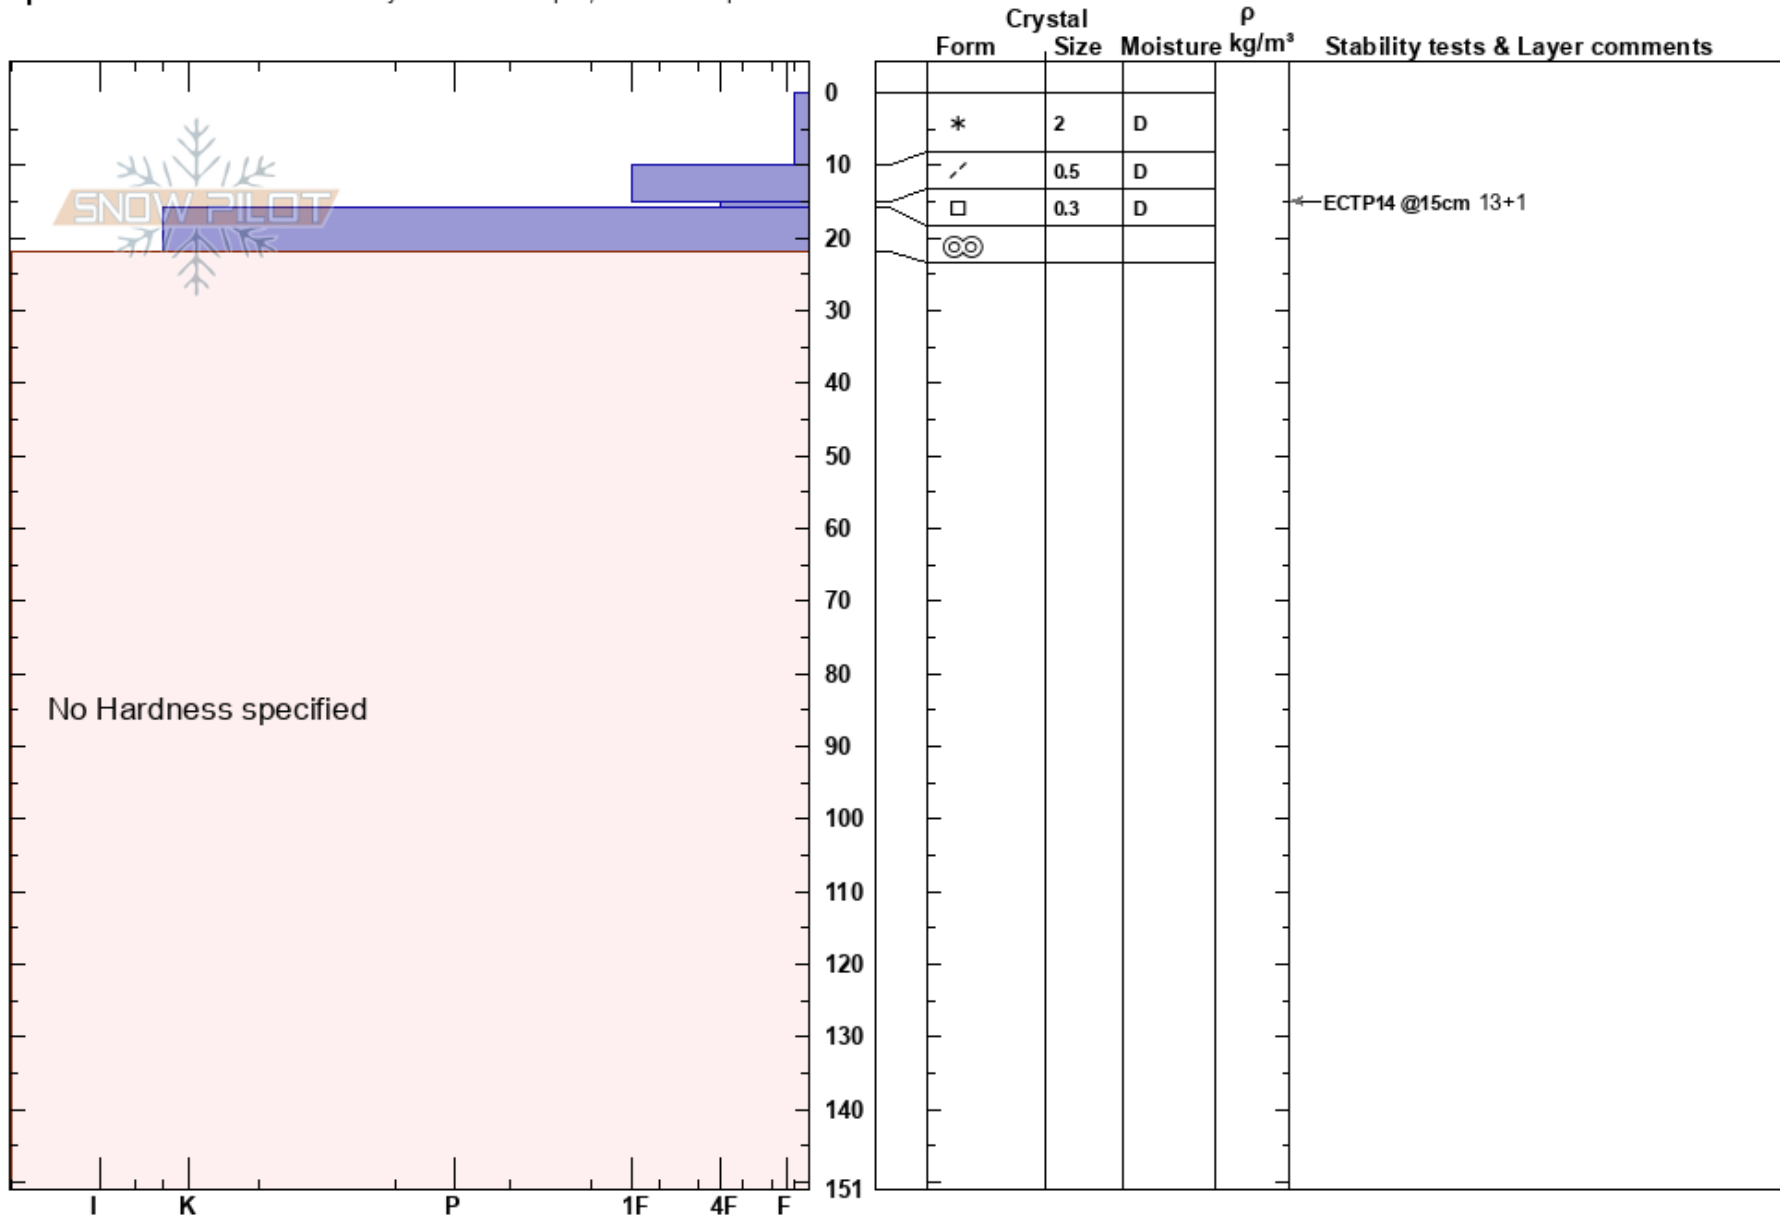 Crystal
ρ
Form Size Moisture kg/m³ Stability tests & Layer comments
0
2 D
10
0.5 D
SNOW PILOT
0.3 D
ECTP14 @15cm 13+1
20
30
40
50
60
70
80
No Hardness specified
90
100
110
120
130
140
151
I K P 1F 4F F